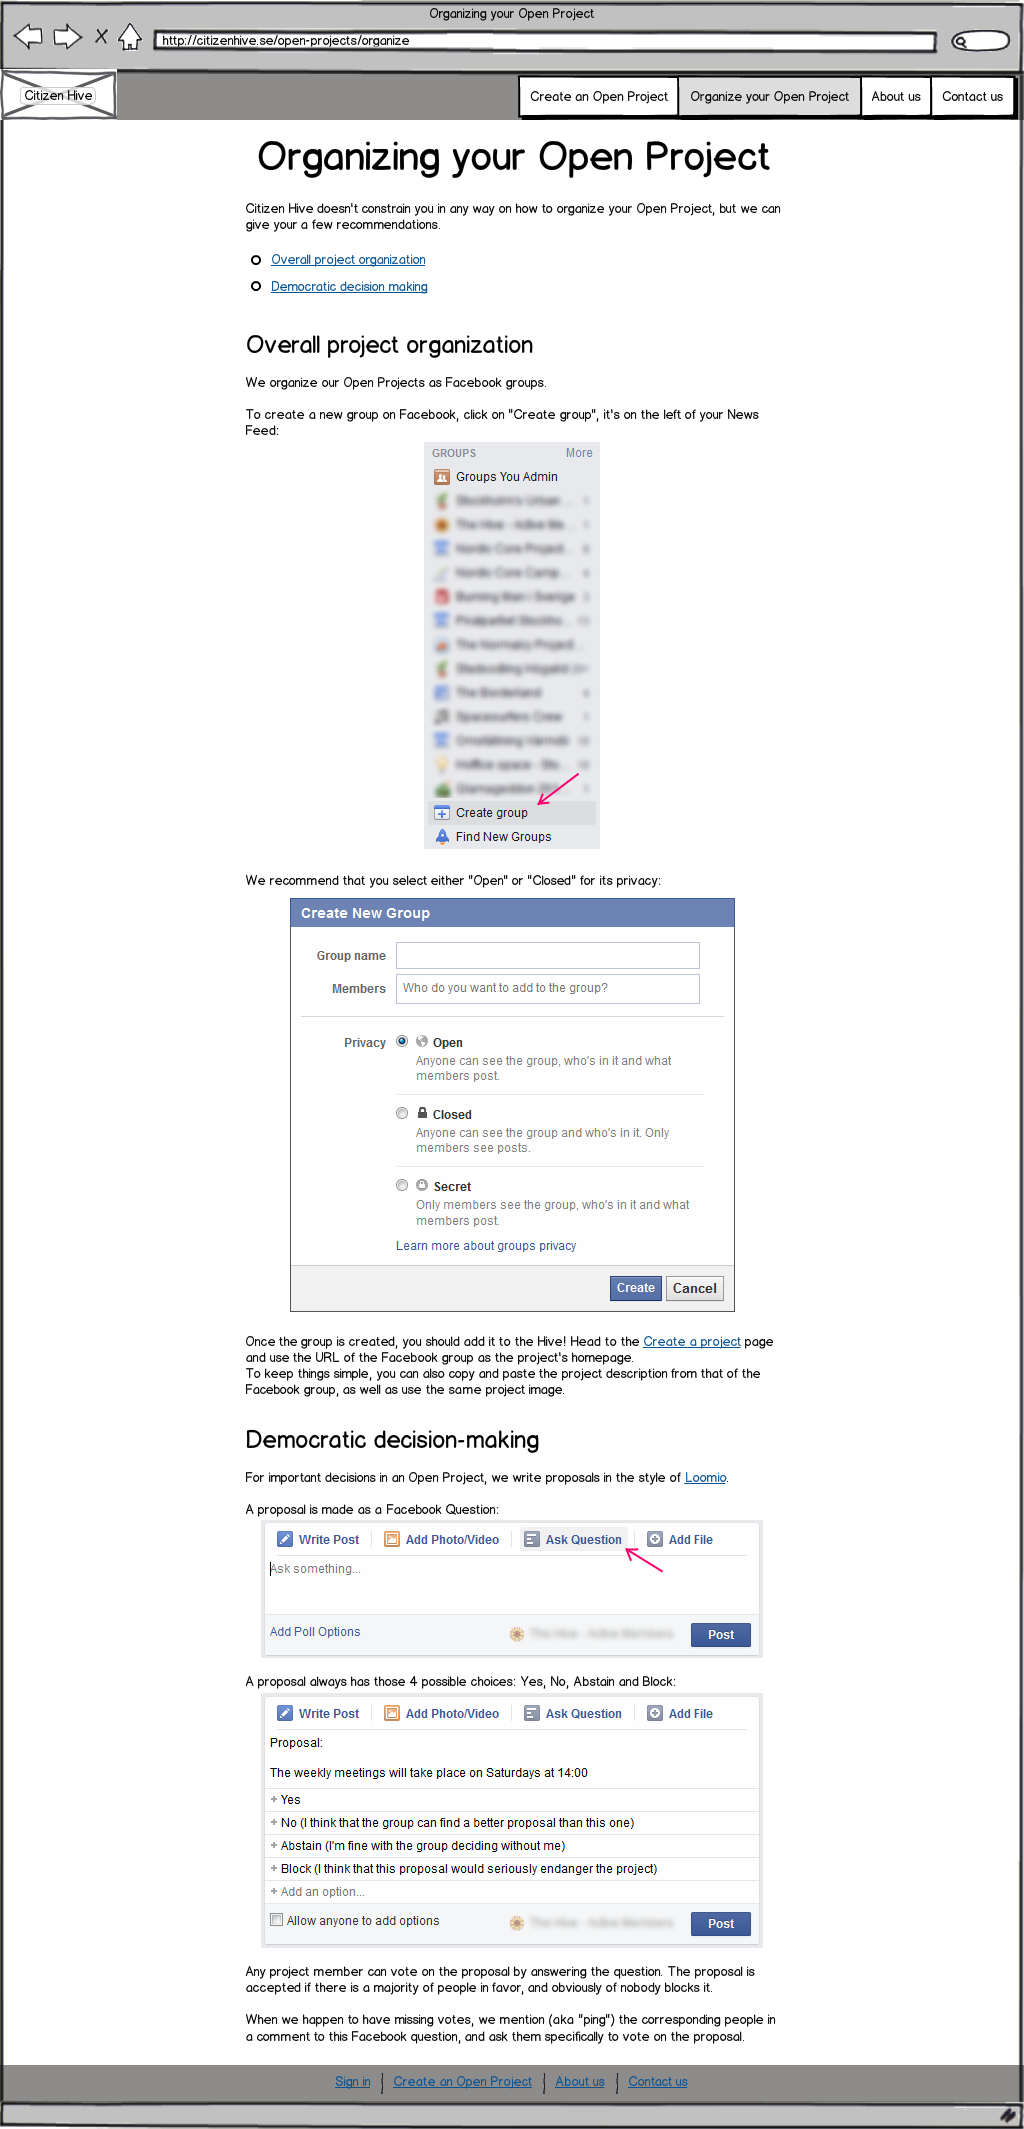 Organizing your Open Project
http://citizenhive.se/open-projects/organize
Citizen Hive
Create an Open Project
Organize your Open Project
About us
Contact us
Organizing your Open Project
Citizen Hive doesn't constrain you in any way on how to organize your Open Project, but we can
give your a few recommendations.
Overall project organization
Democratic decision making
Overall project organization
We organize our Open Projects as Facebook groups.
To create a new group on Facebook, click on "Create group", it's on the left of your News
Feed:
GROUPS More
Groups You Admin
Create group
Find New Groups
We recommend that you select either "Open" or "Closed" for its privacy:
Create New Group
Group name
Members Who do you want to add to the group?
Privacy Open
Anyone can see the group, who's in it and what
members post.
Closed
Anyone can see the group and who's in it. Only
members see posts.
Secret
Only members see the group, who's in it and what
members post.
Learn more about groups privacy
Create Cancel
Once the group is created, you should add it to the Hive! Head to the Create a project page
and use the URL of the Facebook group as the project's homepage.
To keep things simple, you can also copy and paste the project description from that of the
Facebook group, as well as use the same project image.
Democratic decision-making
For important decisions in an Open Project, we write proposals in the style of Loomio.
A proposal is made as a Facebook Question:
Write Post Add Photo/Video Ask Question Add File
Ask something...
Add Poll Options Post
A proposal always has those 4 possible choices: Yes, No, Abstain and Block:
Write Post Add Photo/Video Ask Question Add File
Proposal:
The weekly meetings will take place on Saturdays at 14:00
+ Yes
+ No (I think that the group can find a better proposal than this one)
+ Abstain (I'm fine with the group deciding without me)
+ Block (I think that this proposal would seriously endanger the project)
+ Add an option...
Allow anyone to add options Post
Any project member can vote on the proposal by answering the question. The proposal is
accepted if there is a majority of people in favor, and obviously of nobody blocks it.
When we happen to have missing votes, we mention (aka "ping") the corresponding people in
a comment to this Facebook question, and ask them specifically to vote on the proposal.
Sign in | Create an Open Project | About us | Contact us